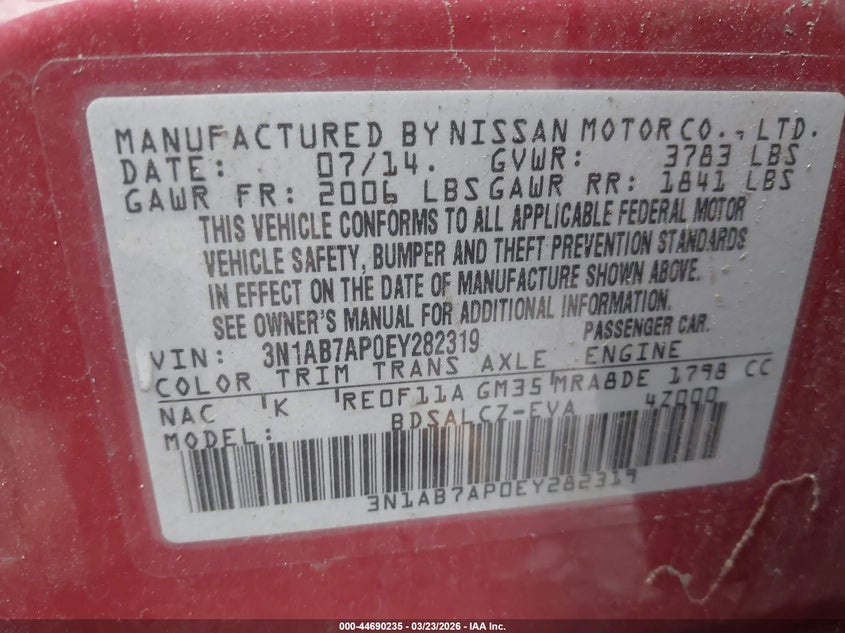 MANUFACTURED BY NISSAN MOTOR CO., LTD.
DATE: 07/14. GVWR: 3783 LBS
GAWR FR: 2006 LBS GAWR RR: 1841 LBS
THIS VEHICLE CONFORMS TO ALL APPLICABLE FEDERAL MOTOR
VEHICLE SAFETY, BUMPER AND THEFT PREVENTION STANDARDS
IN EFFECT ON THE DATE OF MANUFACTURE SHOWN ABOVE.
SEE OWNER'S MANUAL FOR ADDITIONAL INFORMATION.
VIN: 3N1AB7AP0EY282319 PASSENGER CAR.
COLOR TRIM TRANS AXLE ENGINE
NAC K RE0F11A GM35 MRA8DE 1798 CC
MODEL: BDSALCZ-EVA 4Z000
3N1AB7AP0EY282319
000-44690235 - 03/23/2026 - IAA Inc.